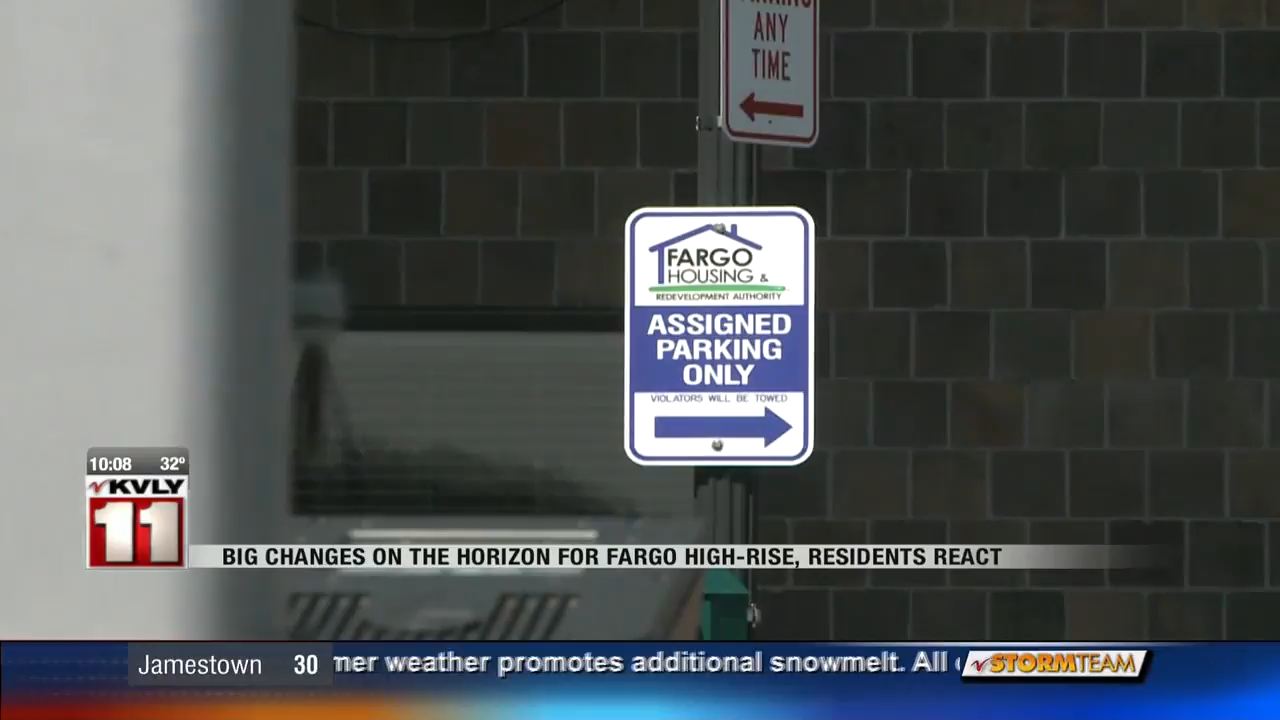 ANY
TIME
FARGO
HOUSING &
REDEVELOPMENT AUTHORITY
ASSIGNED
PARKING
ONLY
VIOLATORS WILL BE TOWED
10:08 32º
KVLY
11
BIG CHANGES ON THE HORIZON FOR FARGO HIGH-RISE, RESIDENTS REACT
Jamestown 30 mer weather promotes additional snowmelt. All
STORMTEAM